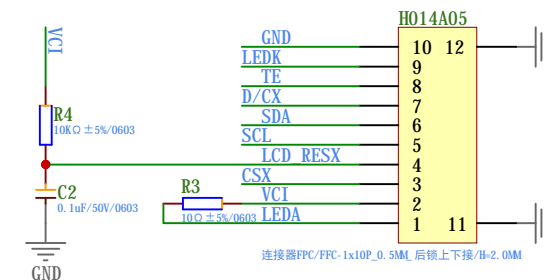 HO14A05
VCI
GND
10 12
LEDK
9
TE
8
D/CX
7
SDA
6
SCL
5
LCD_RESX
4
CSX
3
VCI
2
LEDA
1 11
R4
10KΩ±5%/0603
C2
0.1uF/50V/0603
GND
R3
10Ω±5%/0603
连接器FPC/FFC-1x10P_0.5MM_后锁上下接/H=2.0MM